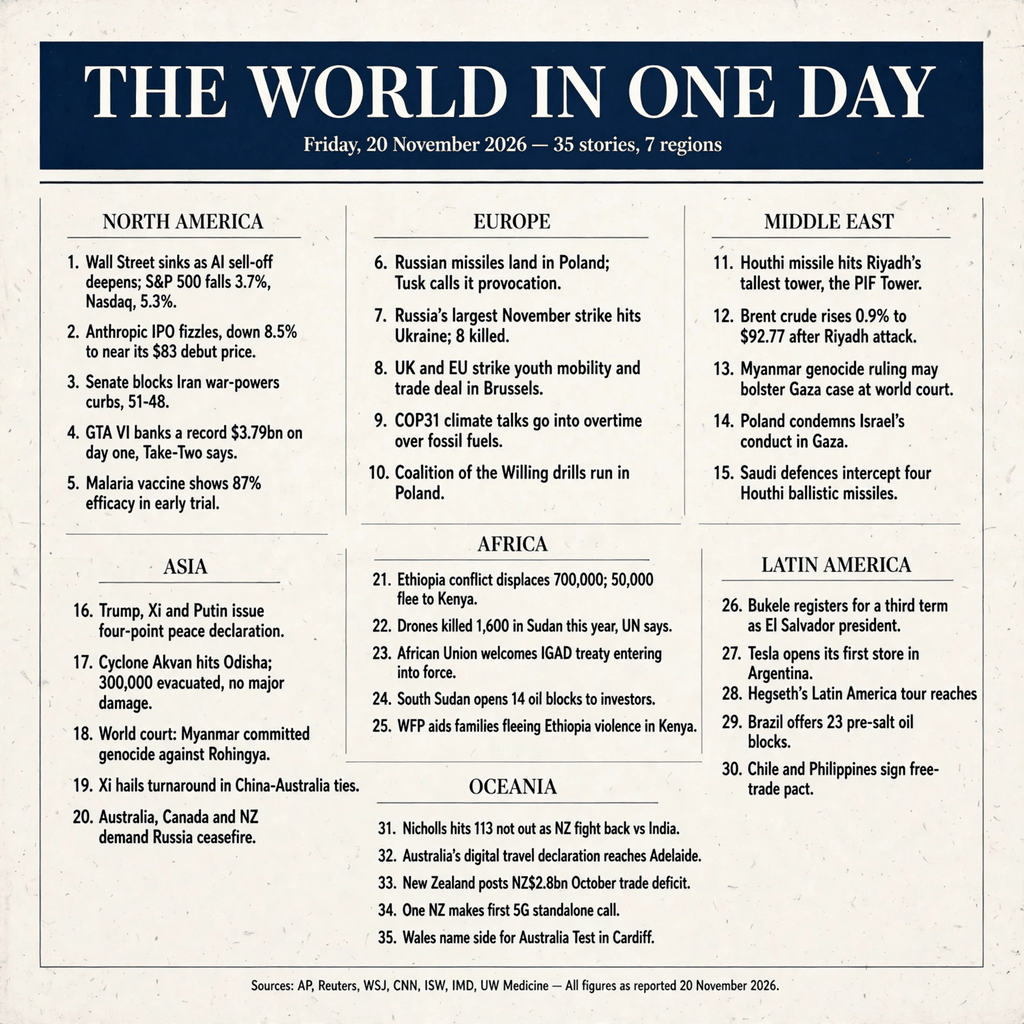 THE WORLD IN ONE DAY
Friday, 20 November 2026 — 35 stories, 7 regions
NORTH AMERICA
1. Wall Street sinks as AI sell-off
deepens; S&P 500 falls 3.7%,
Nasdaq, 5.3%.
2. Anthropic IPO fizzles, down 8.5%
to near its $83 debut price.
3. Senate blocks Iran war-powers
curbs, 51-48.
4. GTA VI banks a record $3.79bn on
day one, Take-Two says.
5. Malaria vaccine shows 87%
efficacy in early trial.
EUROPE
6. Russian missiles land in Poland;
Tusk calls it provocation.
7. Russia's largest November strike hits
Ukraine; 8 killed.
8. UK and EU strike youth mobility and
trade deal in Brussels.
9. COP31 climate talks go into overtime
over fossil fuels.
10. Coalition of the Willing drills run in
Poland.
MIDDLE EAST
11. Houthi missile hits Riyadh's
tallest tower, the PIF Tower.
12. Brent crude rises 0.9% to
$92.77 after Riyadh attack.
13. Myanmar genocide ruling may
bolster Gaza case at world court.
14. Poland condemns Israel's
conduct in Gaza.
15. Saudi defences intercept four
Houthi ballistic missiles.
ASIA
16. Trump, Xi and Putin issue
four-point peace declaration.
17. Cyclone Akvan hits Odisha;
300,000 evacuated, no major
damage.
18. World court: Myanmar committed
genocide against Rohingya.
19. Xi hails turnaround in China-Australia ties.
20. Australia, Canada and NZ
demand Russia ceasefire.
AFRICA
21. Ethiopia conflict displaces 700,000; 50,000
flee to Kenya.
22. Drones killed 1,600 in Sudan this year, UN says.
23. African Union welcomes IGAD treaty entering
into force.
24. South Sudan opens 14 oil blocks to investors.
25. WFP aids families fleeing Ethiopia violence in Kenya.
LATIN AMERICA
26. Bukele registers for a third term
as El Salvador president.
27. Tesla opens its first store in
Argentina.
28. Hegseth's Latin America tour reaches
29. Brazil offers 23 pre-salt oil
blocks.
30. Chile and Philippines sign free-
trade pact.
OCEANIA
31. Nicholls hits 113 not out as NZ fight back vs India.
32. Australia's digital travel declaration reaches Adelaide.
33. New Zealand posts NZ$2.8bn October trade deficit.
34. One NZ makes first 5G standalone call.
35. Wales name side for Australia Test in Cardiff.
Sources: AP, Reuters, WSJ, CNN, ISW, IMD, UW Medicine — All figures as reported 20 November 2026.